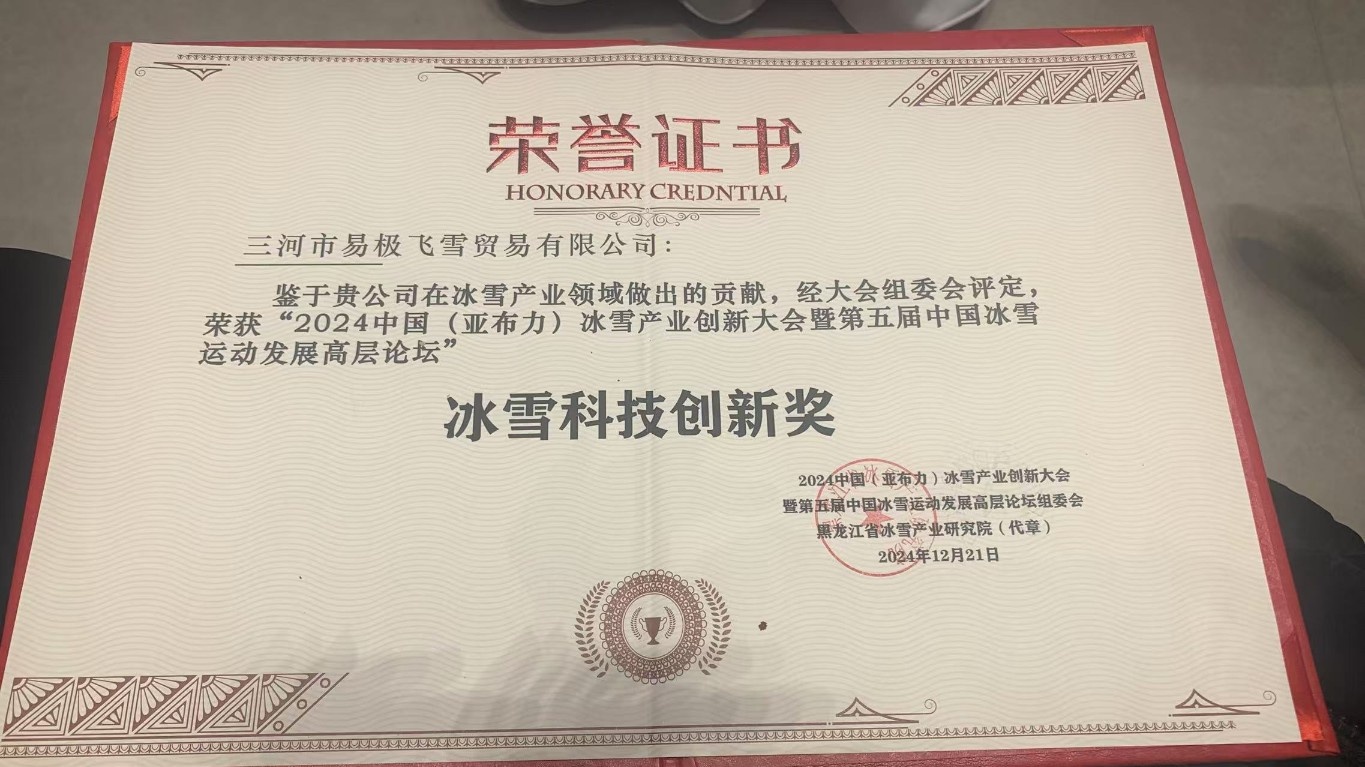 荣誉证书
HONORARY CREDNTIAL
三河市易极飞雪贸易有限公司：
鉴于贵公司在冰雪产业领域做出的贡献，经大会组委会评定，
荣获“2024中国（亚布力）冰雪产业创新大会暨第五届中国冰雪
运动发展高层论坛”
冰雪科技创新奖
2024中国（亚布力）冰雪产业创新大会
暨第五届中国冰雪运动发展高层论坛组委会
黑龙江省冰雪产业研究院（代章）
2024年12月21日